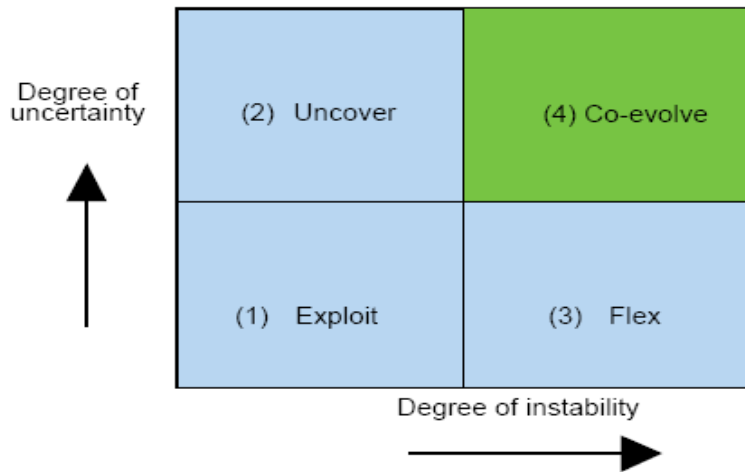 Degree of
uncertainty
(2) Uncover
(4) Co-evolve
(1) Exploit
(3) Flex
Degree of instability